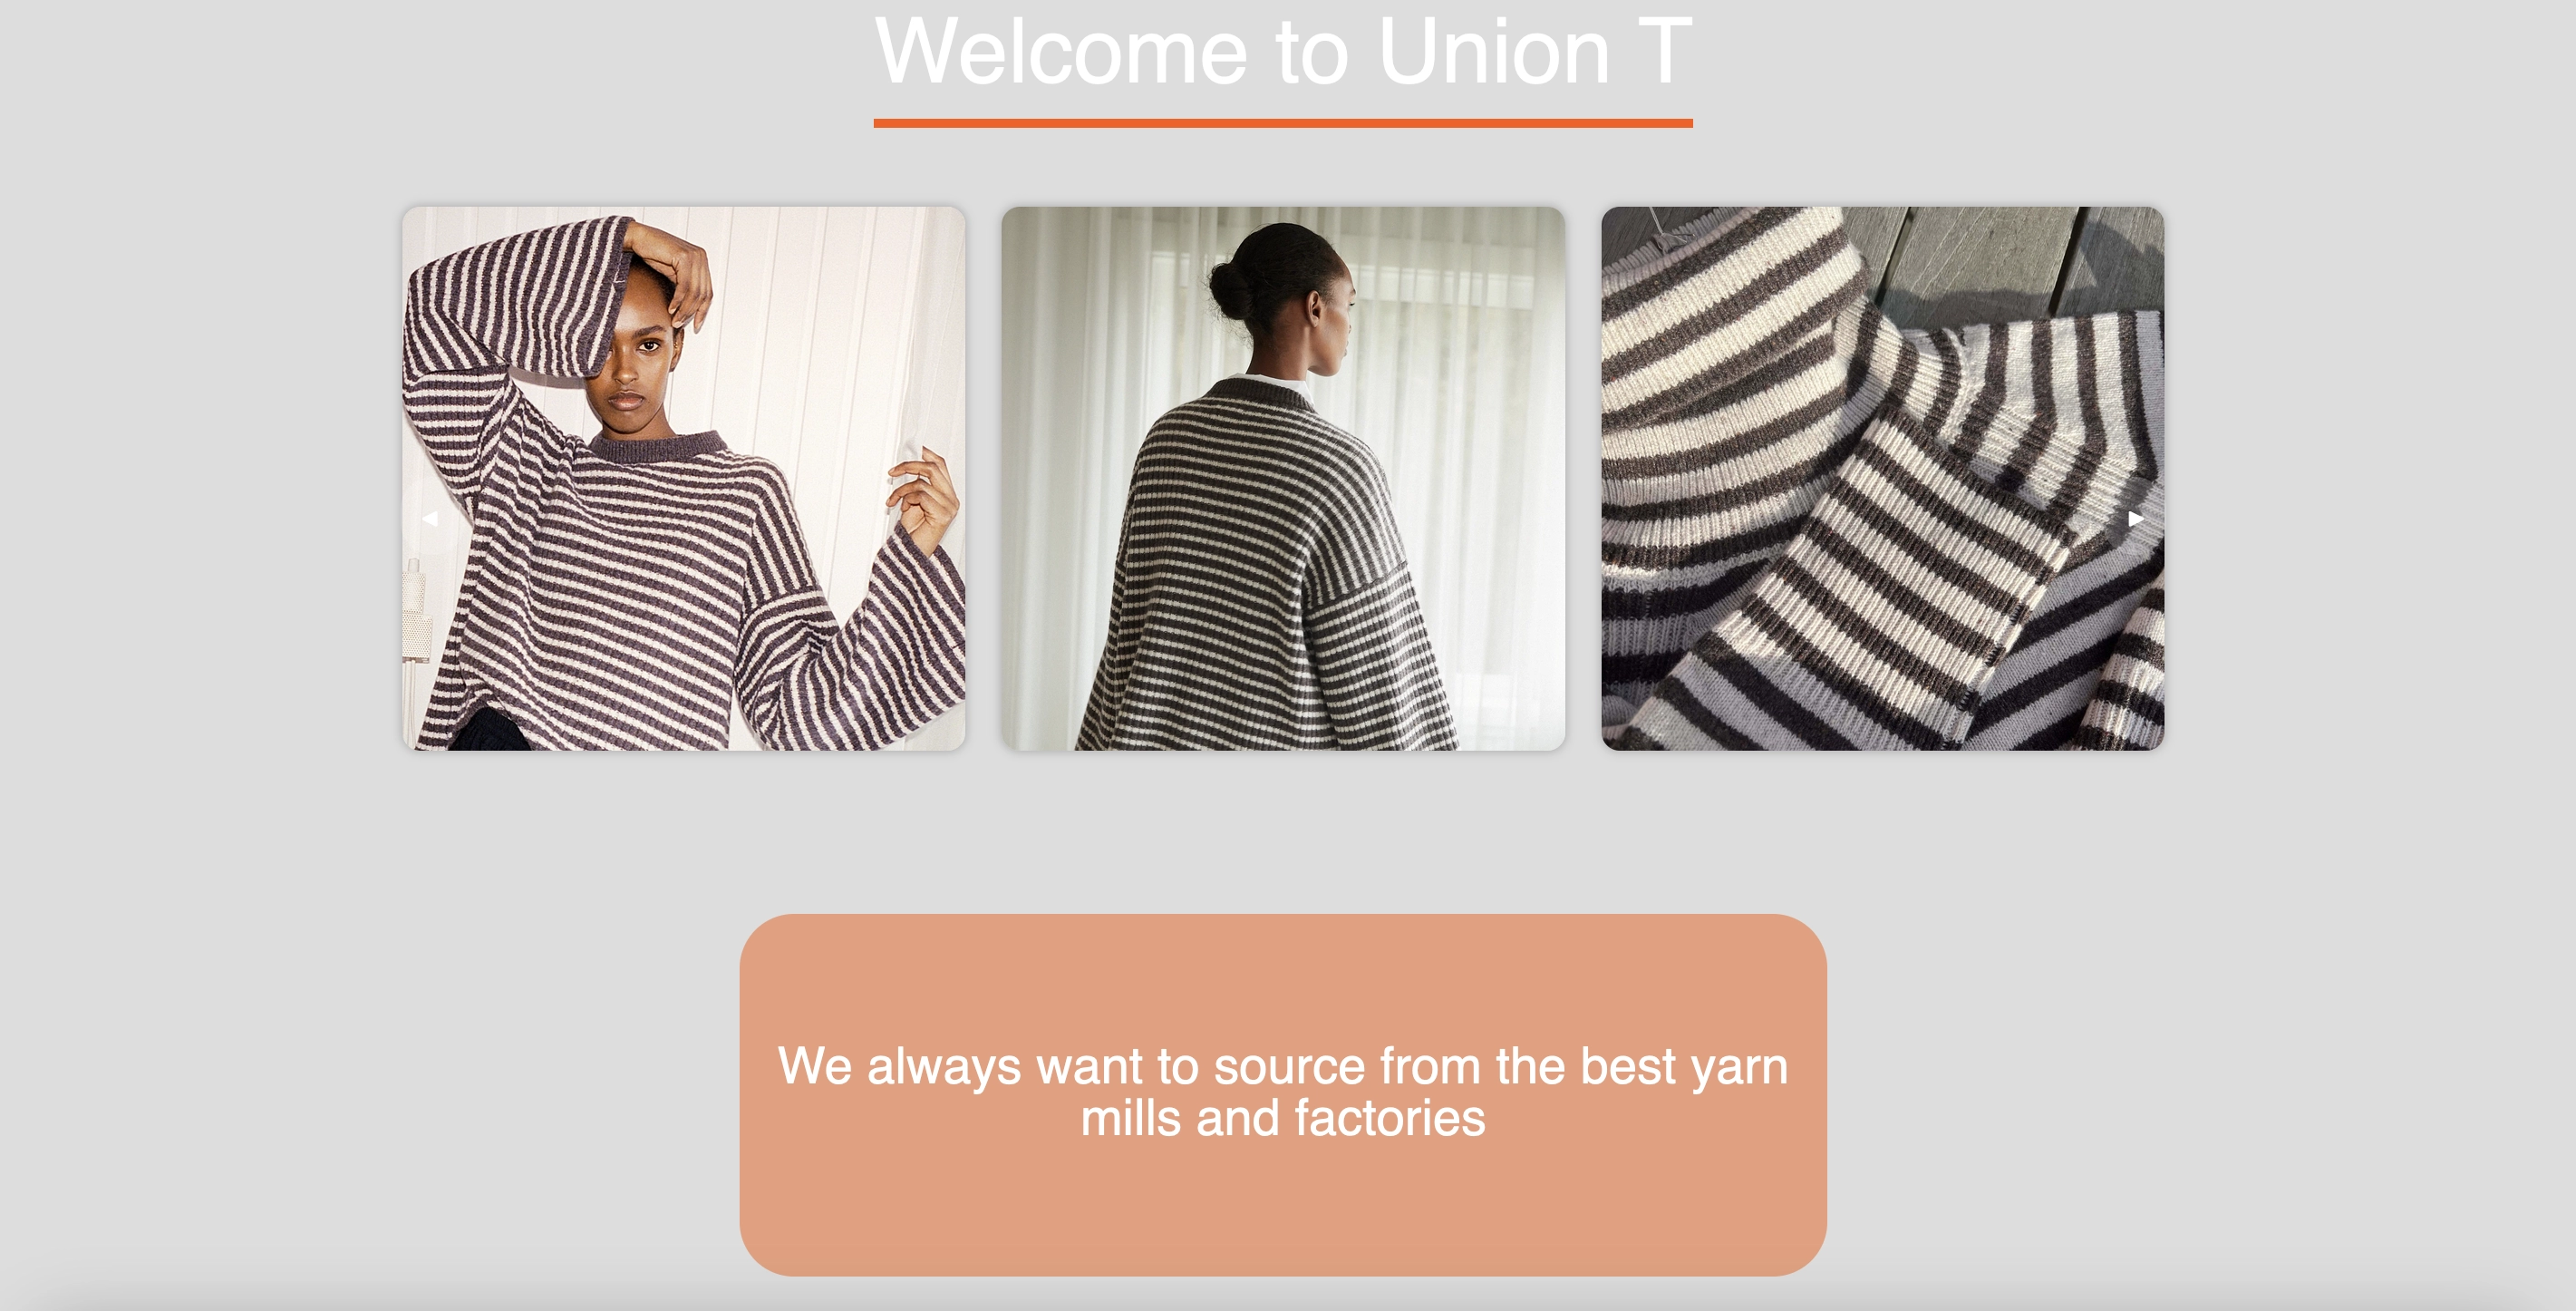 Welcome to Union T
We always want to source from the best yarn
mills and factories